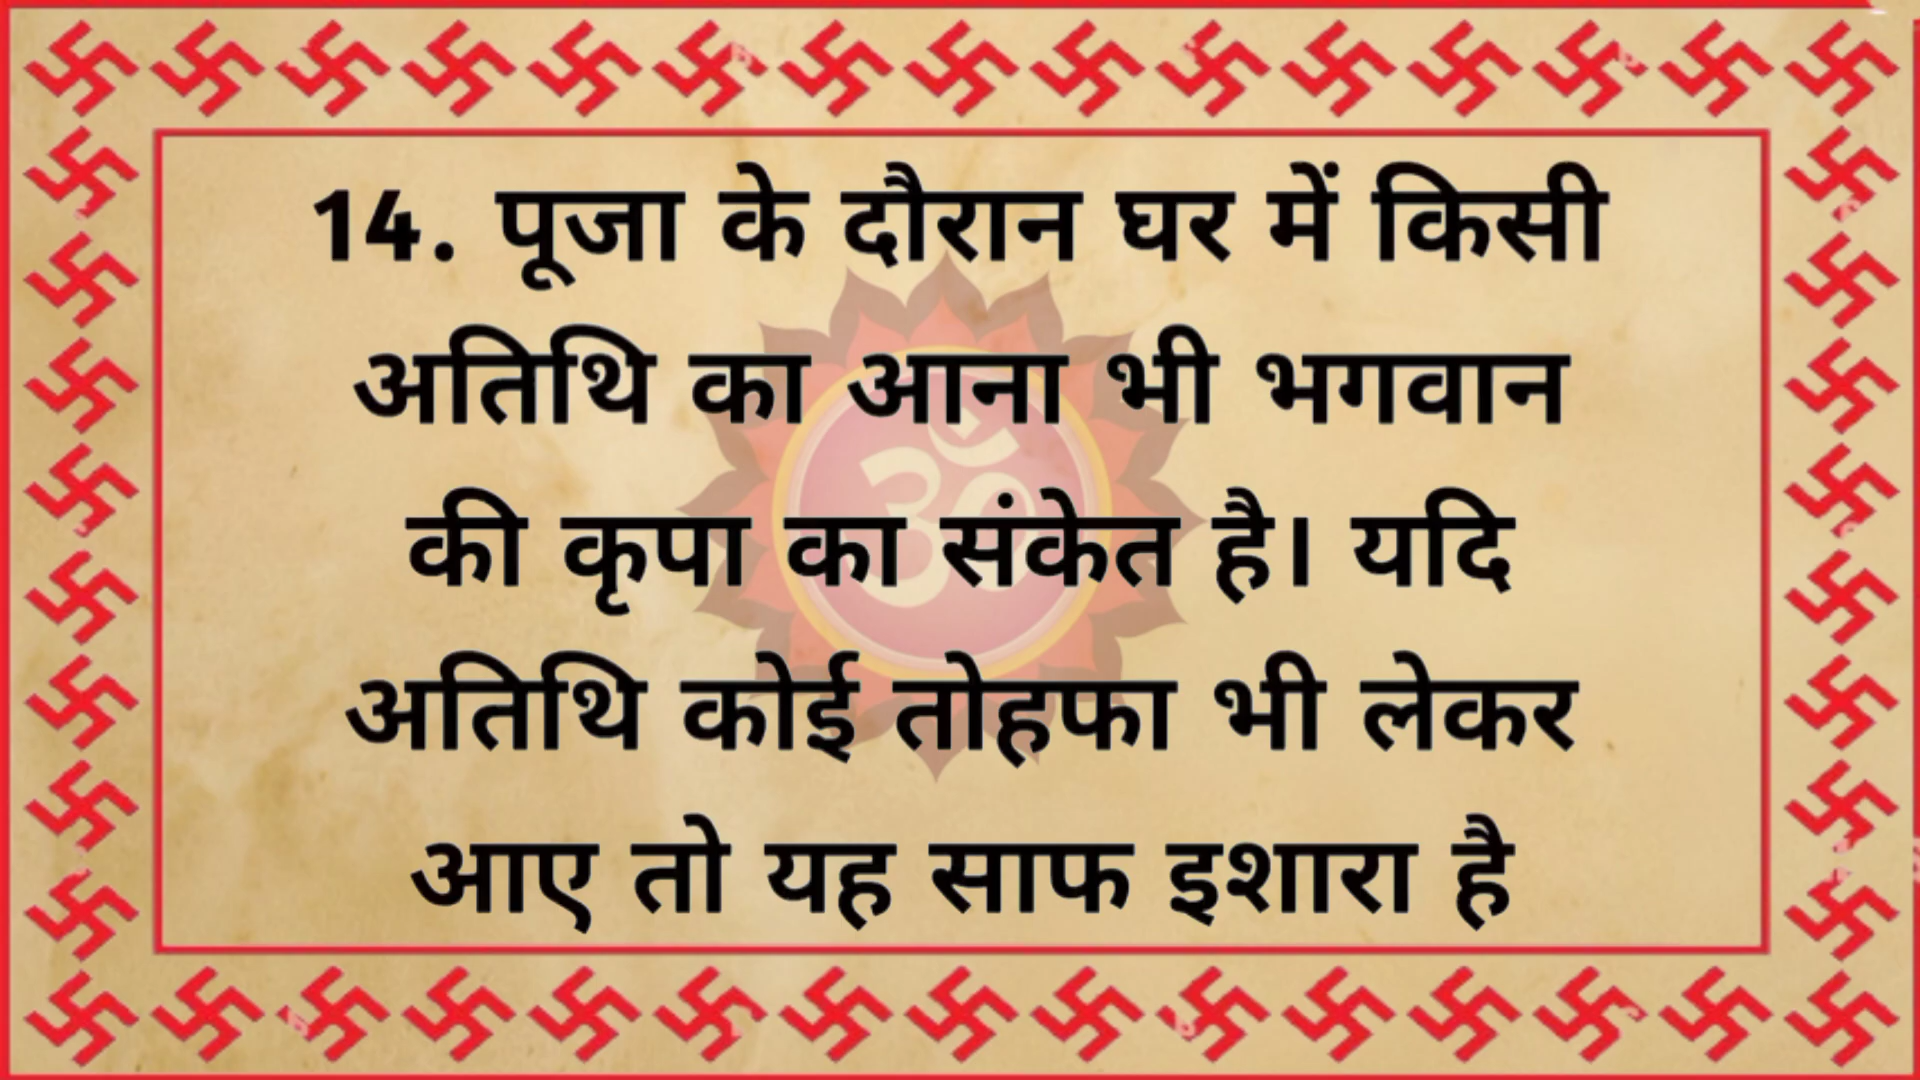 14. पूजा के दौरान घर में किसी
अतिथि का आना भी भगवान
की कृपा का संकेत है। यदि
अतिथि कोई तोहफा भी लेकर
आए तो यह साफ इशारा है
ॐ